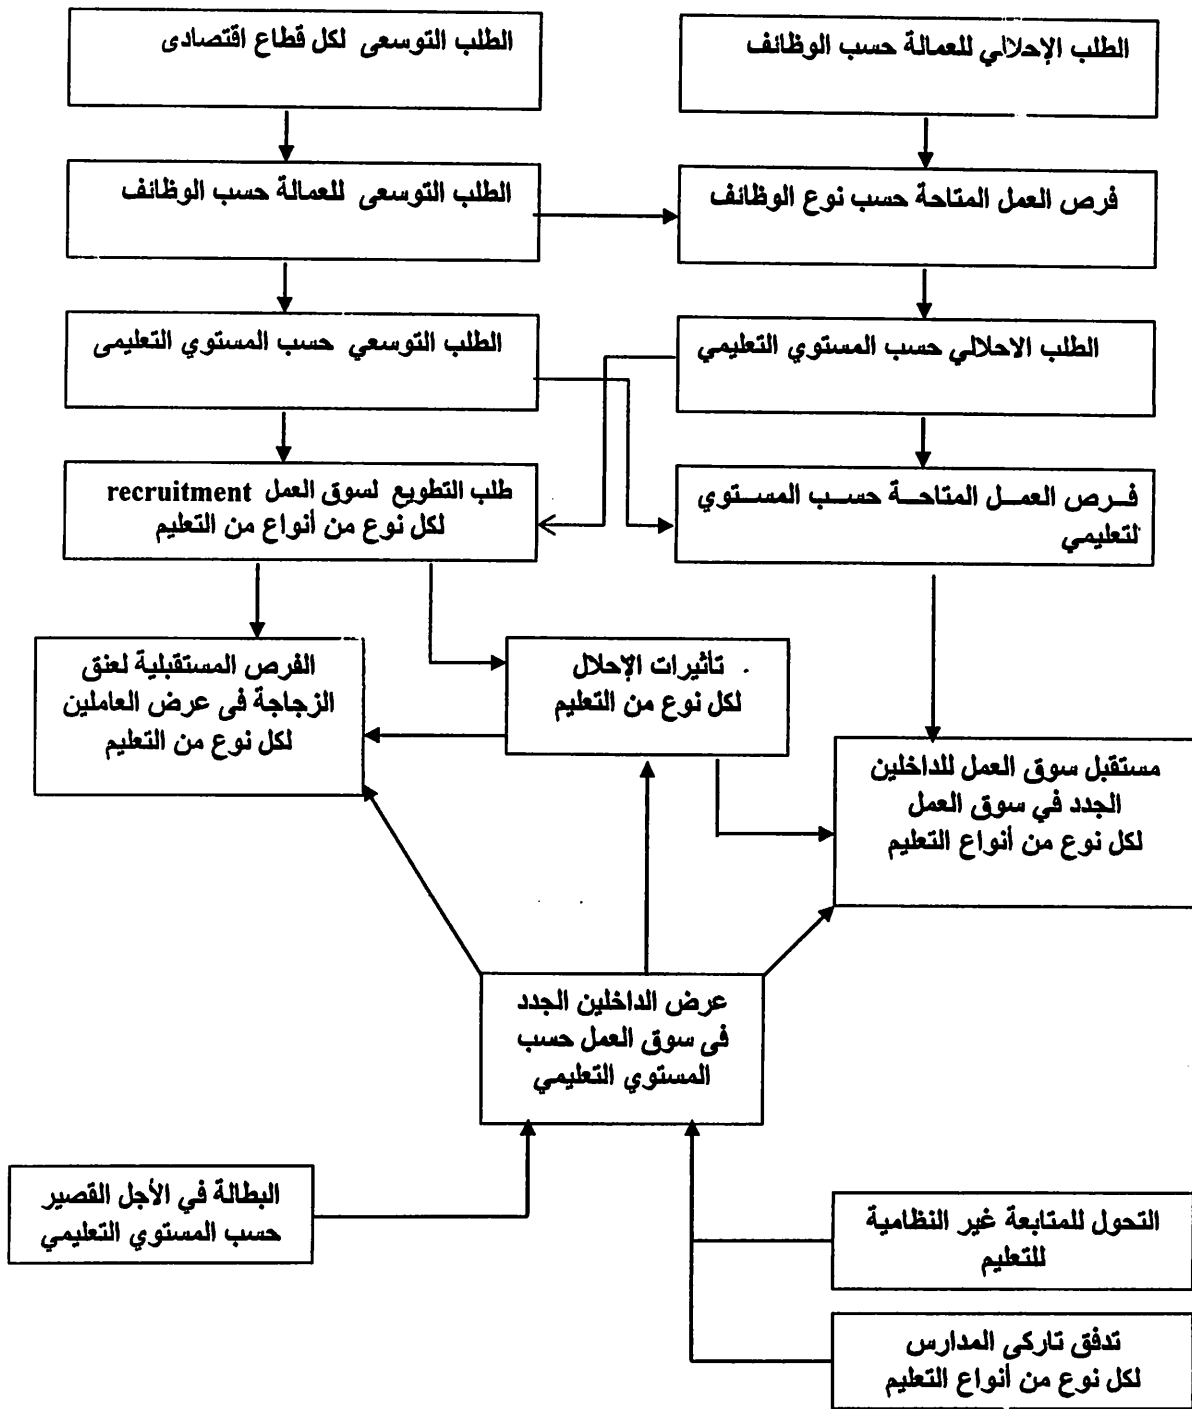 الطلب الإحلالي للعمالة حسب الوظائف
الطلب التوسعى لكل قطاع اقتصادى
فرص العمل المتاحة حسب نوع الوظائف
الطلب التوسعى للعمالة حسب الوظائف
الطلب الاحلالي حسب المستوي التعليمي
الطلب التوسعي حسب المستوي التعليمى
فـرص العمــل المتاحــة حســب المســتوي
لتعليمي
طلب التطويع لسوق العمل recruitment
لكل نوع من أنواع من التعليم
تأثيرات الإحلال
لكل نوع من التعليم
الفرص المستقبلية لعنق
الزجاجة فى عرض العاملين
لكل نوع من التعليم
مستقبل سوق العمل للداخلين
الجدد في سوق العمل
لكل نوع من أنواع التعليم
عرض الداخلين الجدد
فى سوق العمل حسب
المستوي التعليمي
البطالة في الأجل القصير
حسب المستوي التعليمي
التحول للمتابعة غير النظامية
للتعليم
تدفق تاركى المدارس
لكل نوع من أنواع التعليم